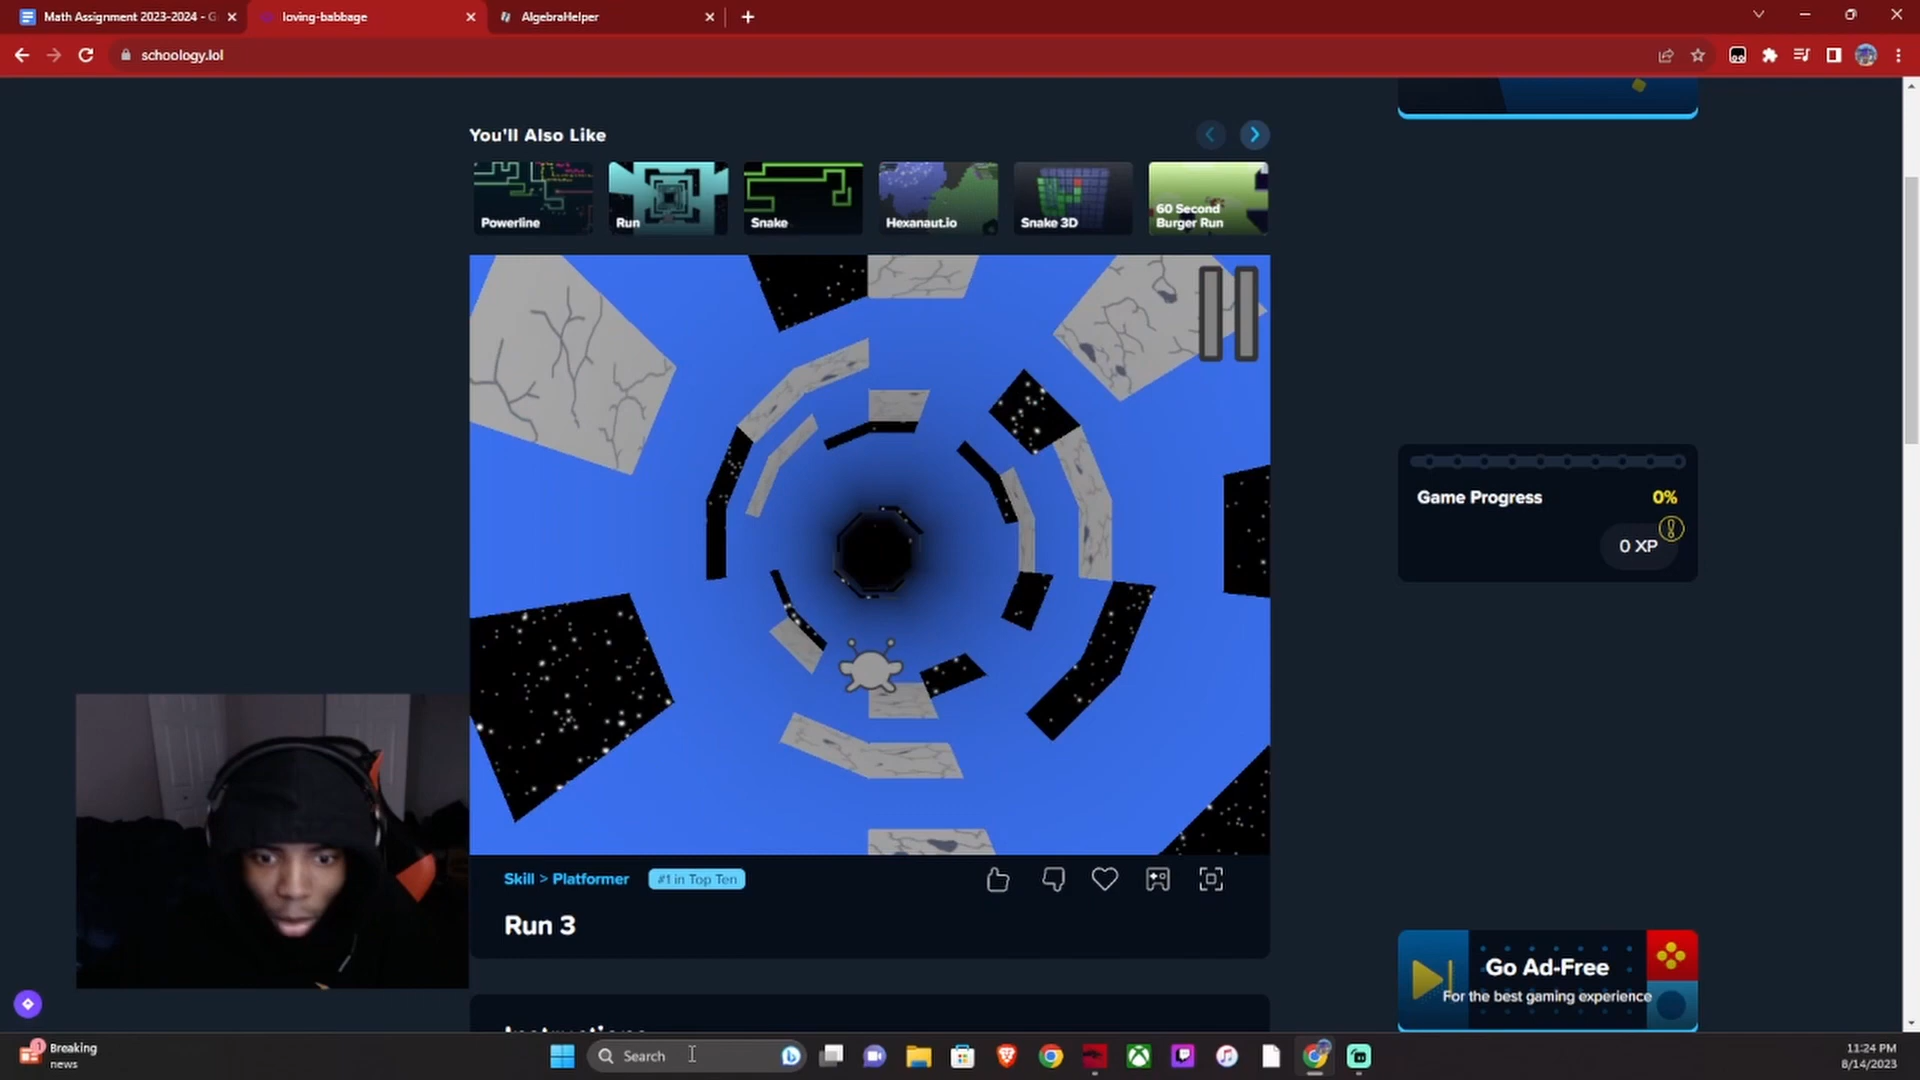 Math Assignment 2023-2024 - G
loving-babbage
AlgebraHelper
schoology.lol
You'll Also Like
Powerline
Run
Snake
Hexanaut.io
Snake 3D
60 Second
Burger Run
Game Progress
0%
0 XP
Skill > Platformer
#1 in Top Ten
Run 3
Go Ad-Free
For the best gaming experience
Instructions
1
Breaking
news
Search
11:24 PM
8/14/2023